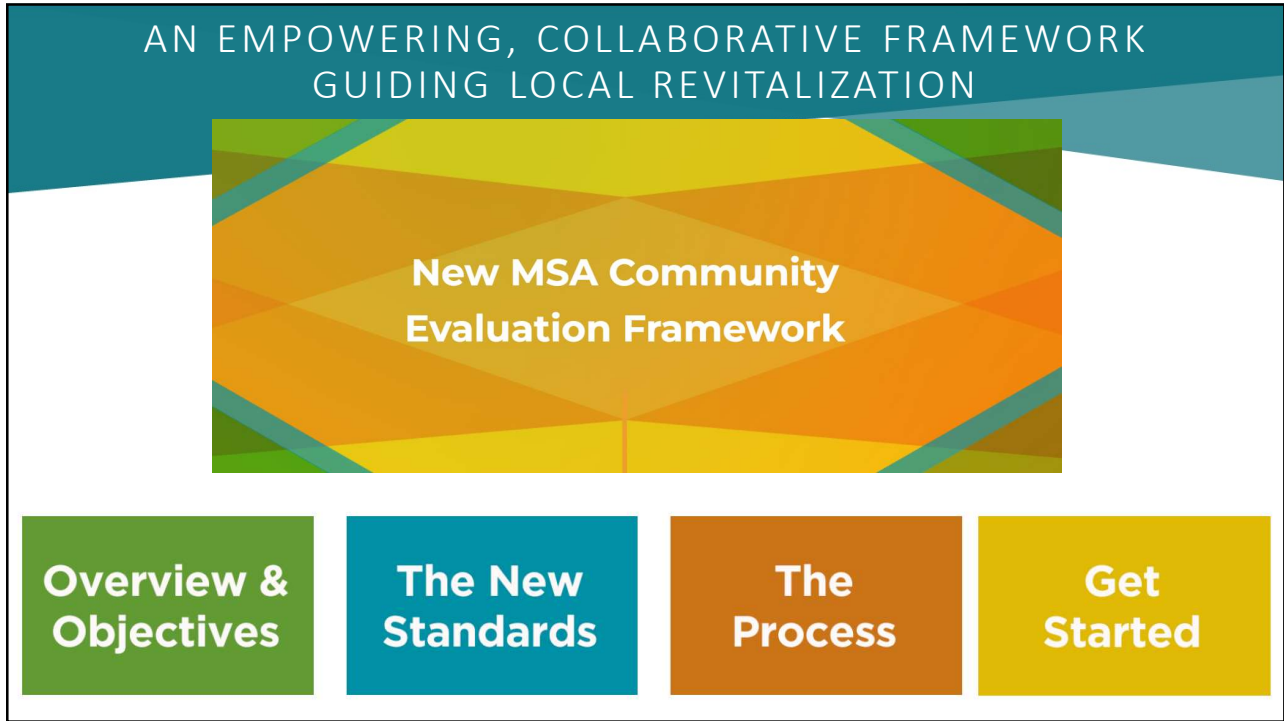 AN EMPOWERING, COLLABORATIVE FRAMEWORK
GUIDING LOCAL REVITALIZATION
New MSA Community
Evaluation Framework
Overview &
Objectives
The New
Standards
The
Process
Get
Started